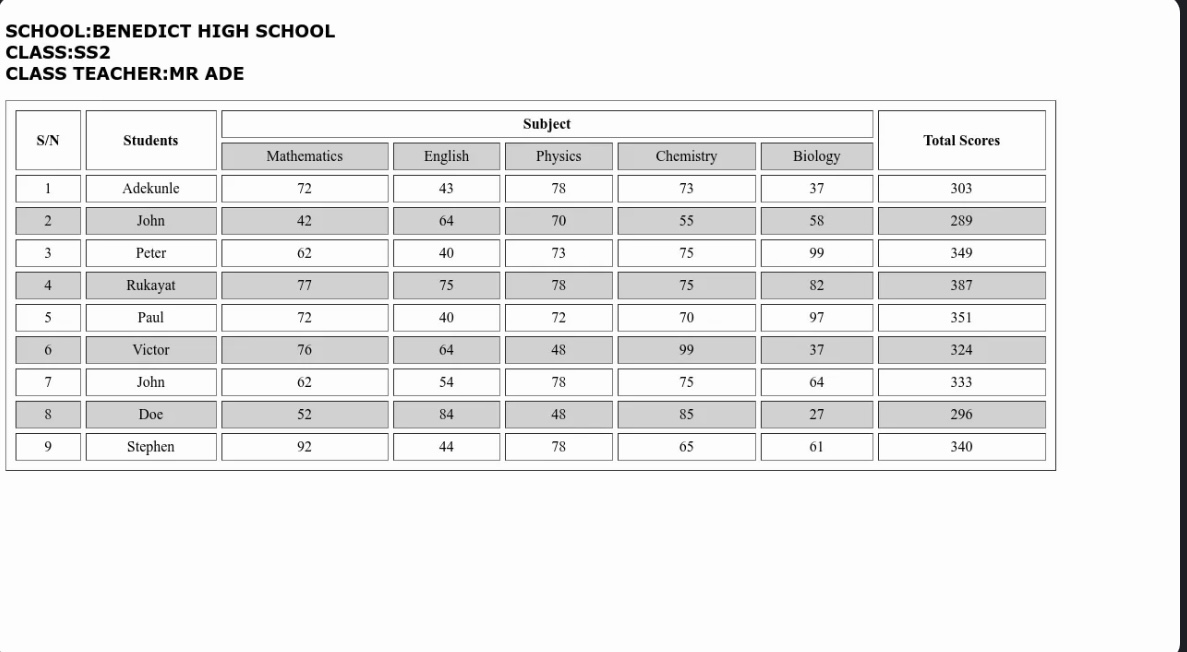 SCHOOL:BENEDICT HIGH SCHOOL
CLASS:SS2
CLASS TEACHER:MR ADE
S/N Students Subject Total Scores
Mathematics English Physics Chemistry Biology
1 Adekunle 72 43 78 73 37 303
2 John 42 64 70 55 58 289
3 Peter 62 40 73 75 99 349
4 Rukayat 77 75 78 75 82 387
5 Paul 72 40 72 70 97 351
6 Victor 76 64 48 99 37 324
7 John 62 54 78 75 64 333
8 Doe 52 84 48 85 27 296
9 Stephen 92 44 78 65 61 340